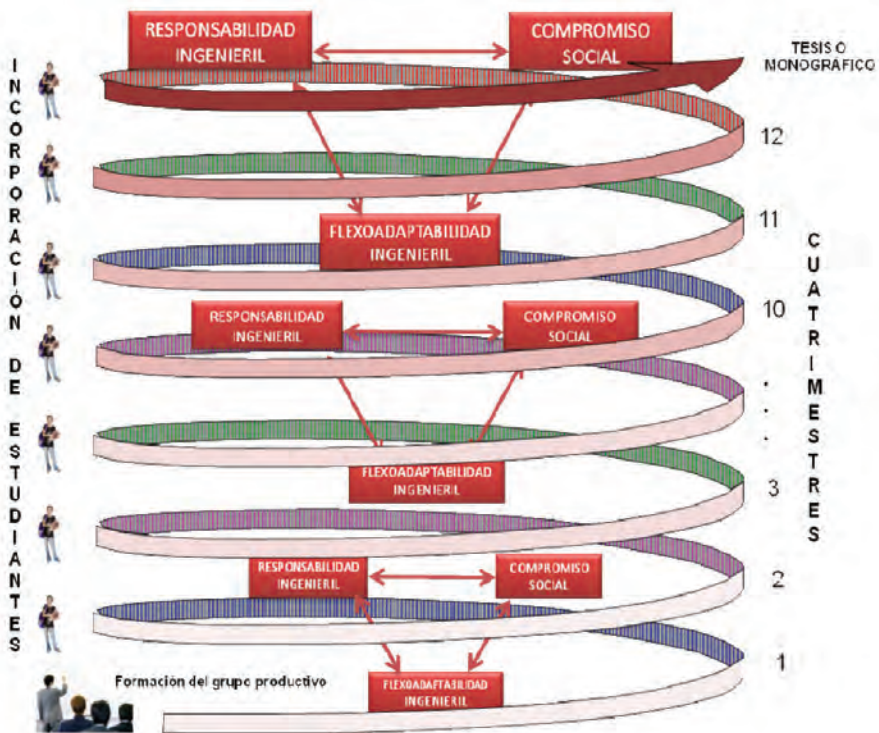 RESPONSABILIDAD
INGENIERIL
COMPROMISO
SOCIAL
TESIS O
MONOGRÁFICO
INCORPORACIÓN DE ESTUDIANTES
12
11
FLEXOADAPTABILIDAD
INGENIERIL
CUATRIMESTRES
10
RESPONSABILIDAD
INGENIERIL
COMPROMISO
SOCIAL
.
.
.
FLEXOADAPTABILIDAD
INGENIERIL
3
RESPONSABILIDAD
INGENIERIL
COMPROMISO
SOCIAL
2
1
Formación del grupo productivo
FLEXOADAPTABILIDAD
INGENIERIL